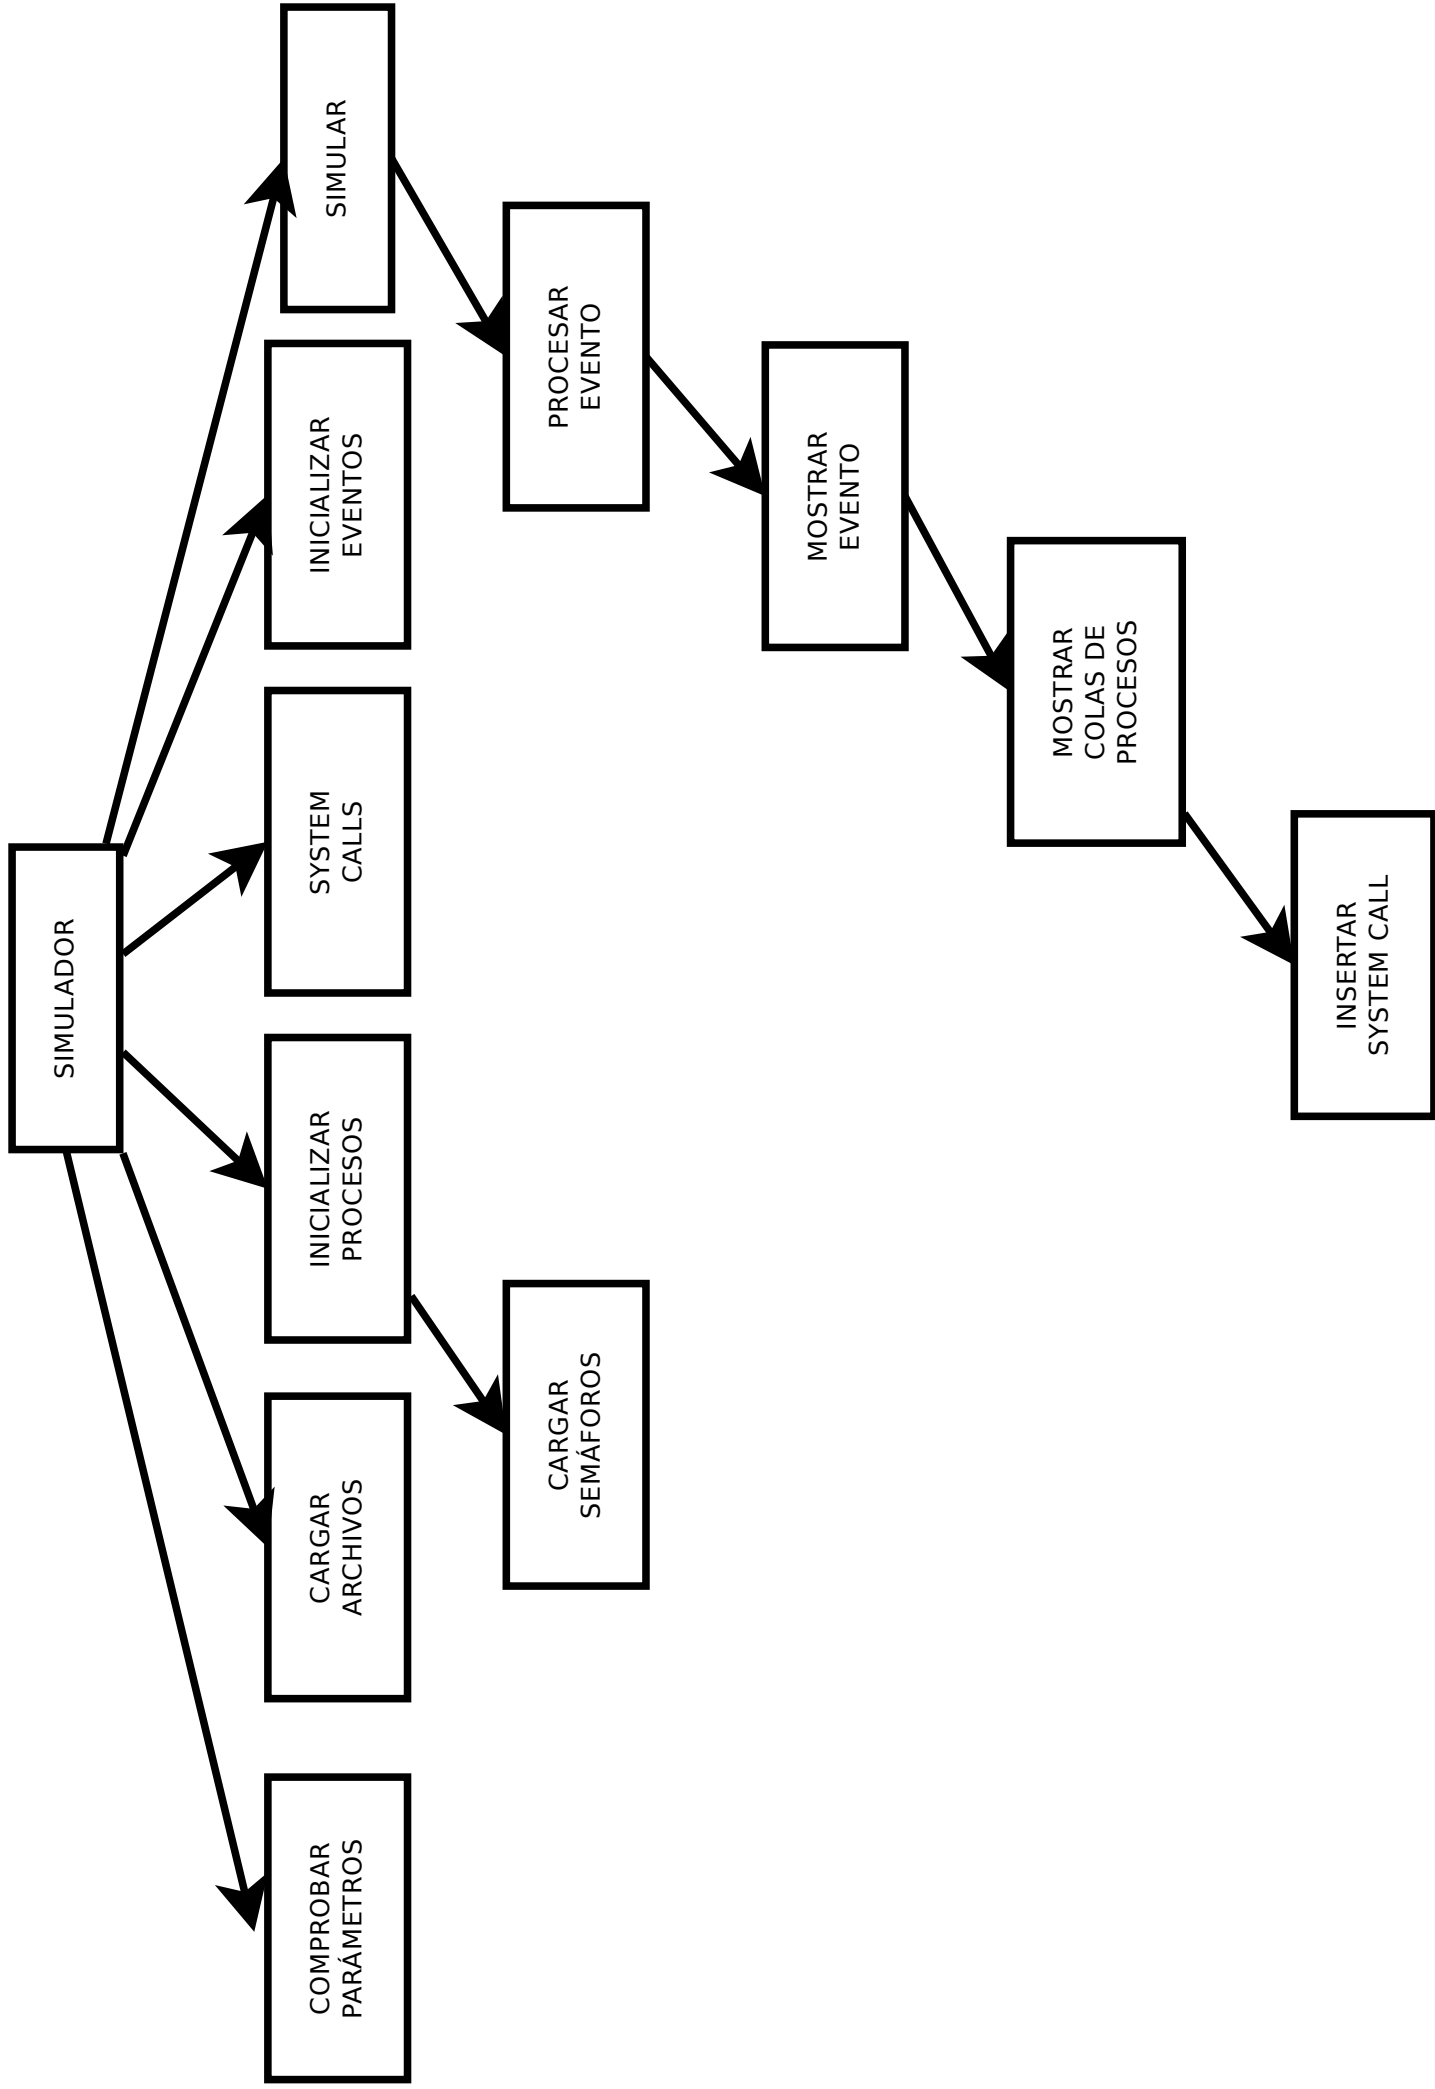 SIMULADOR
COMPROBAR
PARÁMETROS
CARGAR
ARCHIVOS
INICIALIZAR
PROCESOS
SYSTEM
CALLS
INICIALIZAR
EVENTOS
SIMULAR
CARGAR
SEMÁFOROS
PROCESAR
EVENTO
MOSTRAR
EVENTO
MOSTRAR
COLAS DE
PROCESOS
INSERTAR
SYSTEM CALL